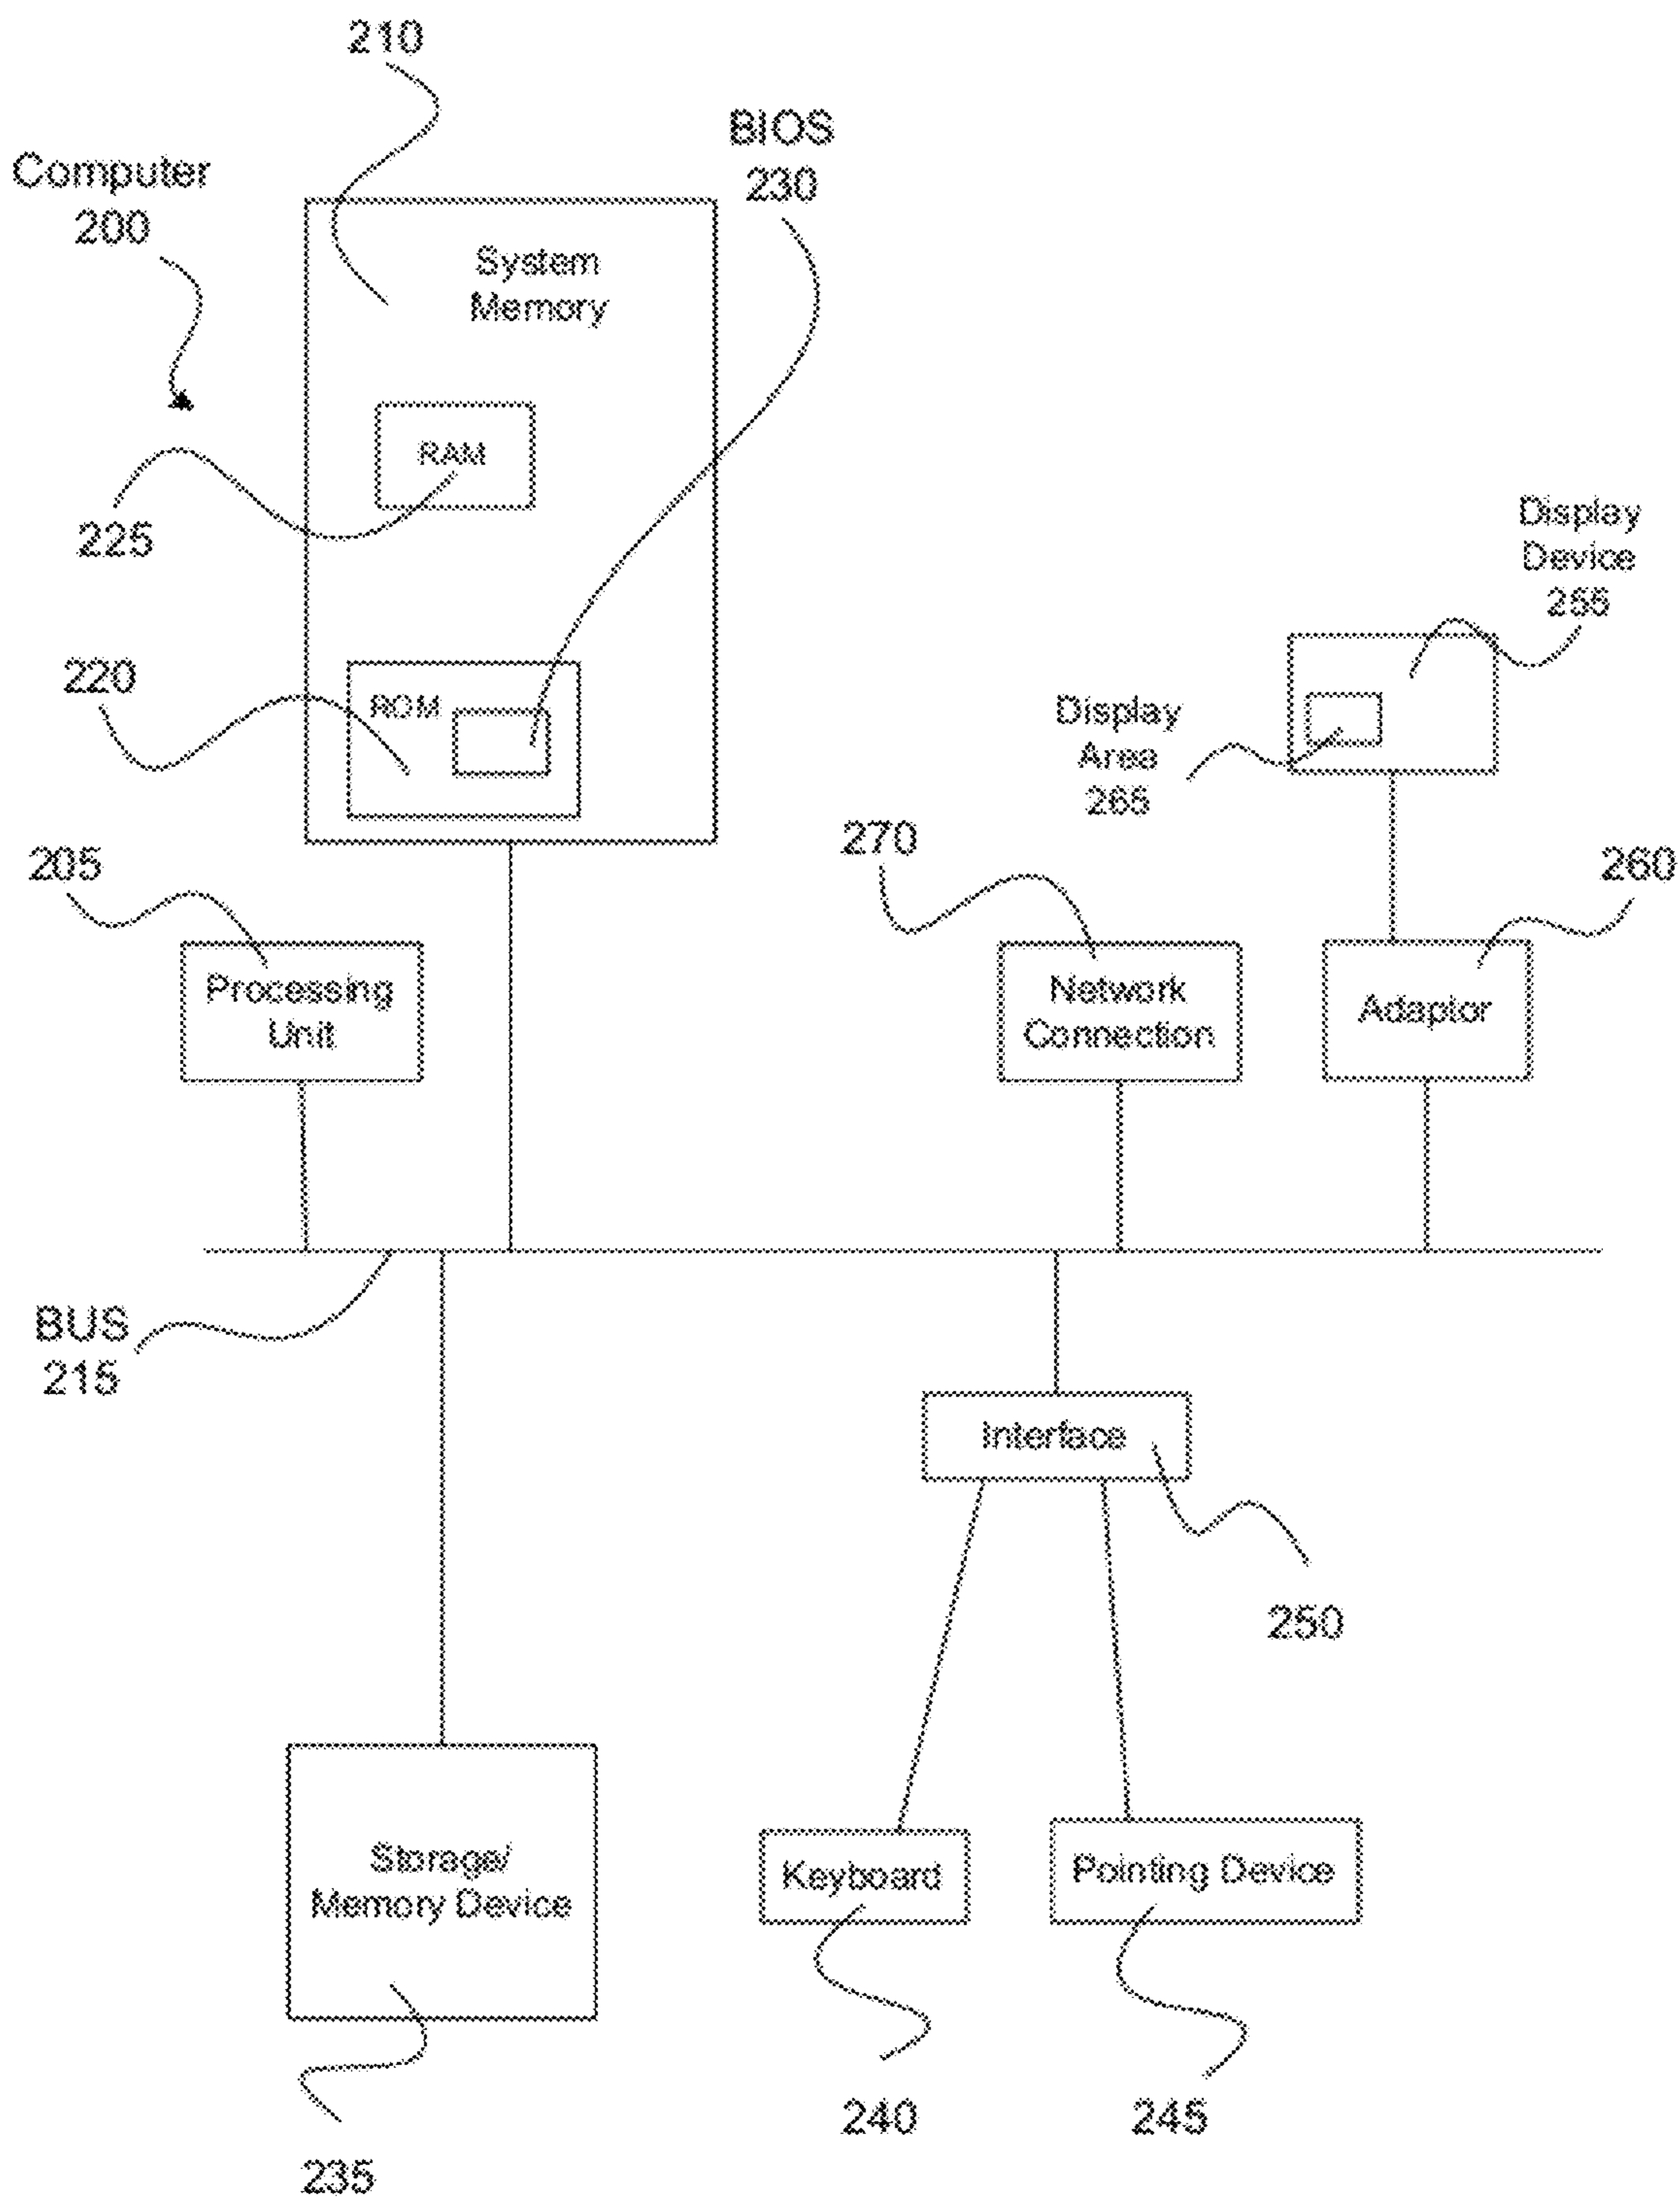 210
BIOS
230
Computer
200
System
Memory
RAM
225
Display
Device
255
220
ROM
Display
Area
265
205
270
260
Processing
Unit
Network
Connection
Adaptor
BUS
215
Interface
250
Storage/
Memory Device
Keyboard
Pointing Device
240
245
235